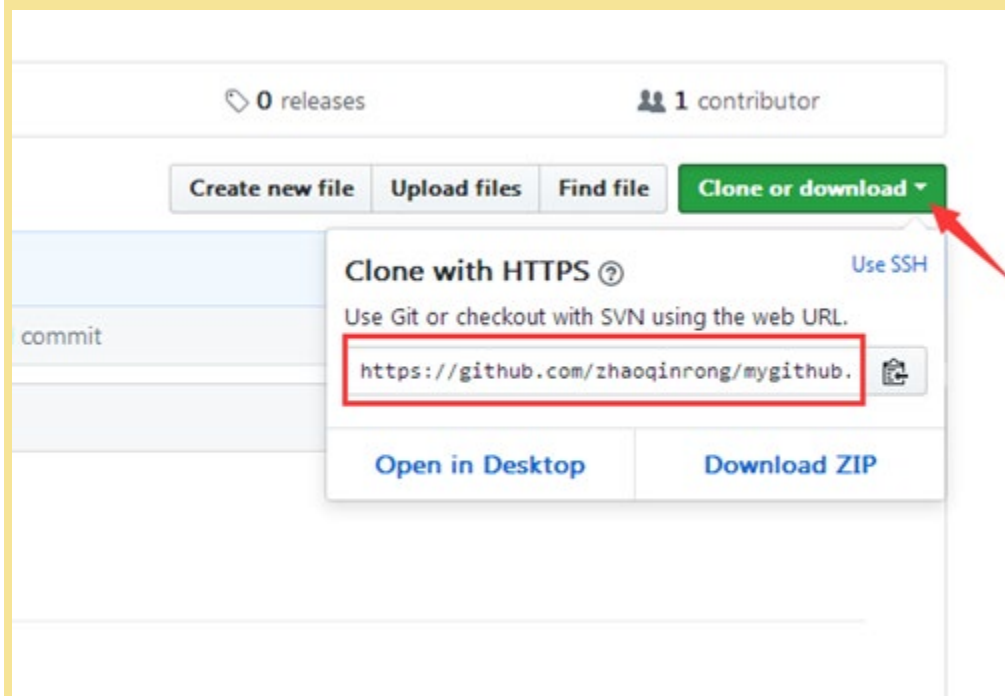 0 releases
1 contributor
Create new file
Upload files
Find file
Clone or download
Clone with HTTPS
Use SSH
Use Git or checkout with SVN using the web URL.
commit
https://github.com/zhaoqinrong/mygithub.
Open in Desktop
Download ZIP